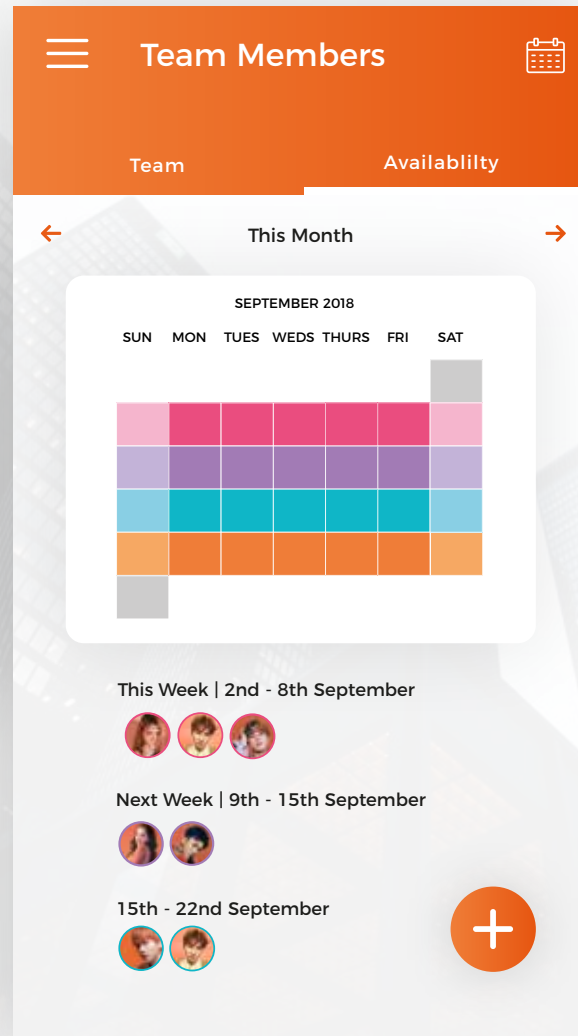 Team Members
Team
Availablilty
This Month
SEPTEMBER 2018
SUN MON TUES WEDS THURS FRI SAT
This Week | 2nd - 8th September
Next Week | 9th - 15th September
15th - 22nd September